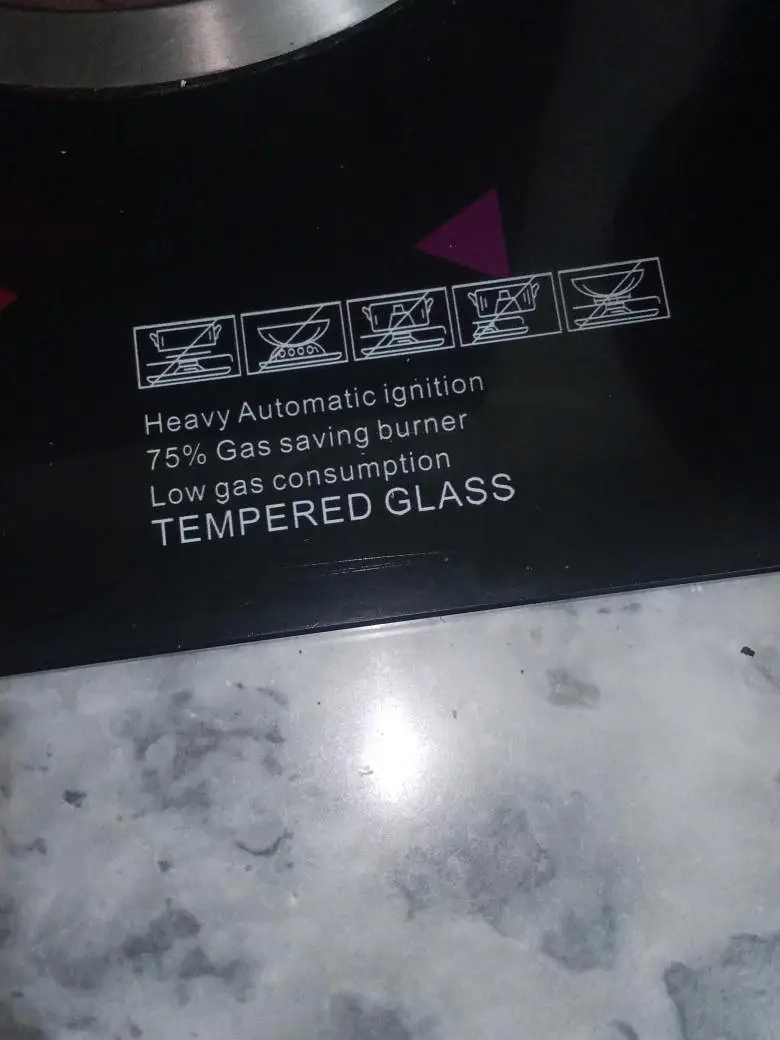 Heavy Automatic ignition
75% Gas saving burner
Low gas consumption
TEMPERED GLASS